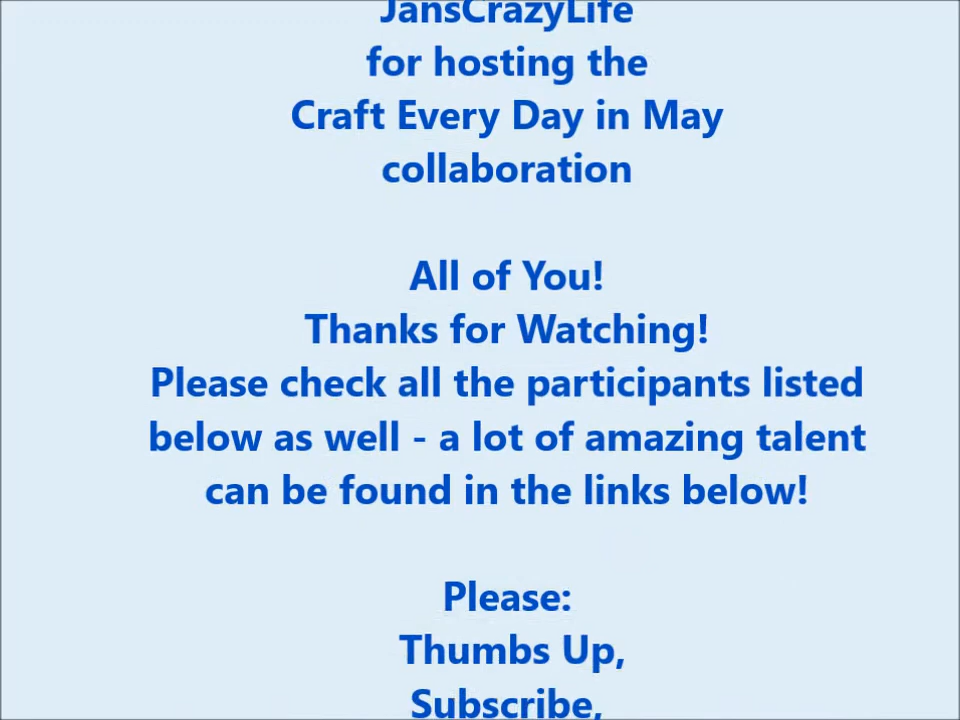 JansCrazyLife
for hosting the
Craft Every Day in May
collaboration
All of You!
Thanks for Watching!
Please check all the participants listed
below as well - a lot of amazing talent
can be found in the links below!
Please:
Thumbs Up,
Subscribe,